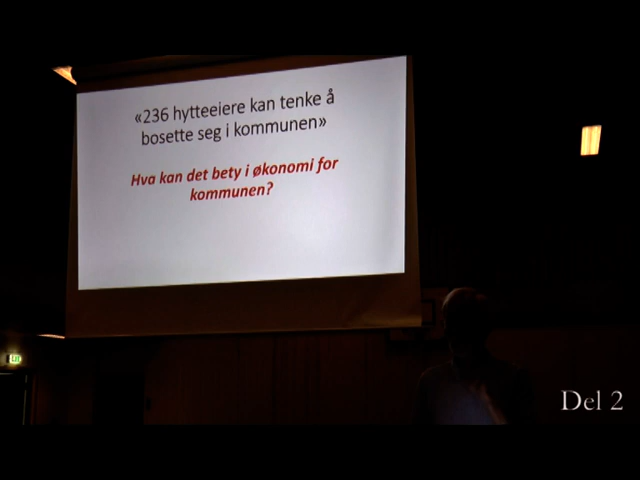 «236 hytteeiere kan tenke å
bosette seg i kommunen»
Hva kan det bety i økonomi for
kommunen?
Del 2